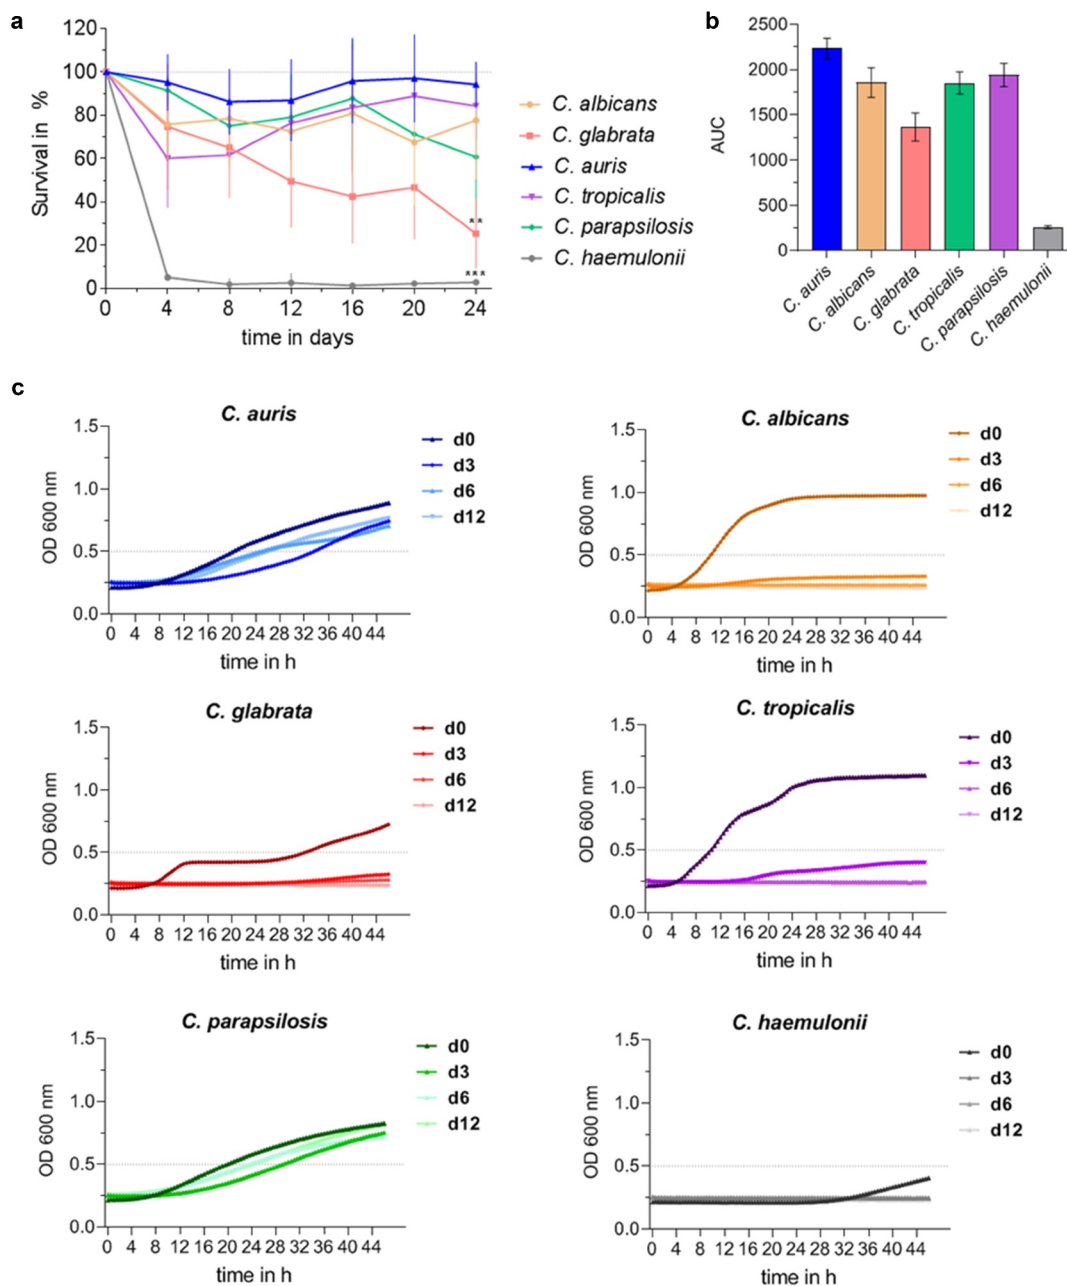 a
120
100
80
60
40
20
0
Survival in %
0 4 8 12 16 20 24
time in days
**
***
C. albicans
C. glabrata
C. auris
C. tropicalis
C. parapsilosis
C. haemulonii
b
2500
2000
1500
1000
500
0
AUC
C. auris
C. albicans
C. glabrata
C. tropicalis
C. parapsilosis
C. haemulonii
c
C. auris
1.5
1.0
0.5
0.0
OD 600 nm
0 4 8 12 16 20 24 28 32 36 40 44
time in h
d0
d3
d6
d12
C. albicans
1.5
1.0
0.5
0.0
OD 600 nm
0 4 8 12 16 20 24 28 32 36 40 44
time in h
d0
d3
d6
d12
C. glabrata
1.5
1.0
0.5
0.0
OD 600 nm
0 4 8 12 16 20 24 28 32 36 40 44
time in h
d0
d3
d6
d12
C. tropicalis
1.5
1.0
0.5
0.0
OD 600 nm
0 4 8 12 16 20 24 28 32 36 40 44
time in h
d0
d3
d6
d12
C. parapsilosis
1.5
1.0
0.5
0.0
OD 600 nm
0 4 8 12 16 20 24 28 32 36 40 44
time in h
d0
d3
d6
d12
C. haemulonii
1.5
1.0
0.5
0.0
OD 600 nm
0 4 8 12 16 20 24 28 32 36 40 44
time in h
d0
d3
d6
d12